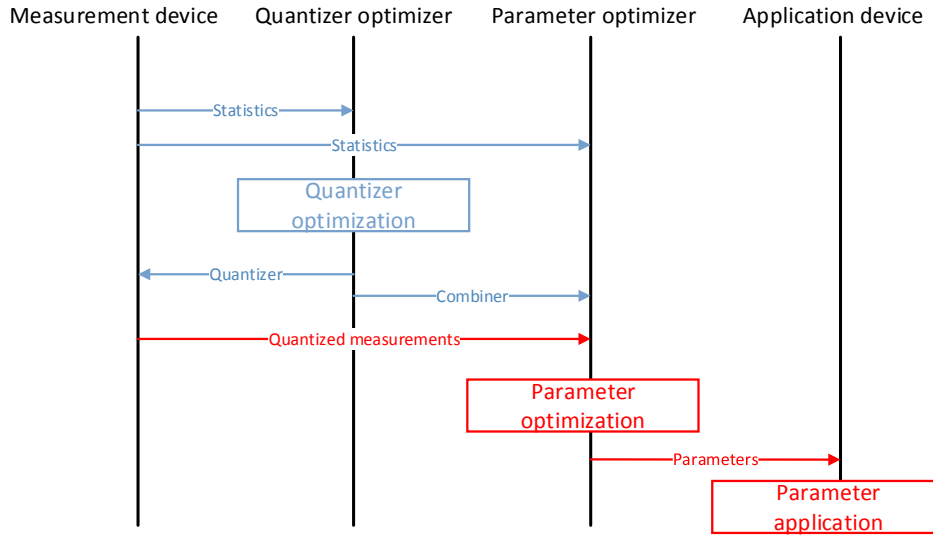 Measurement device
Quantizer optimizer
Parameter optimizer
Application device
Statistics
Statistics
Quantizer
optimization
Quantizer
Combiner
Quantized measurements
Parameter
optimization
Parameters
Parameter
application